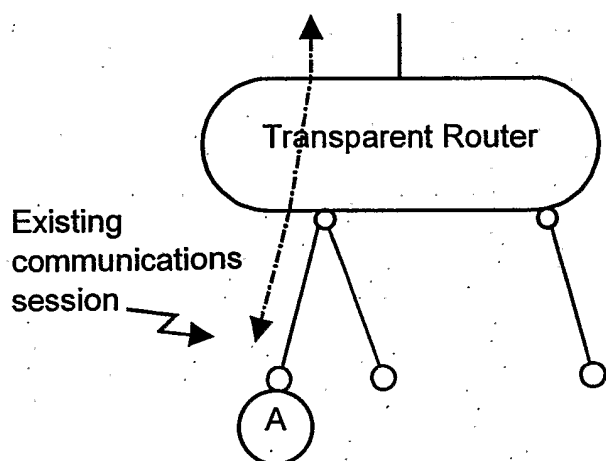 Transparent Router
Existing
communications
session
A